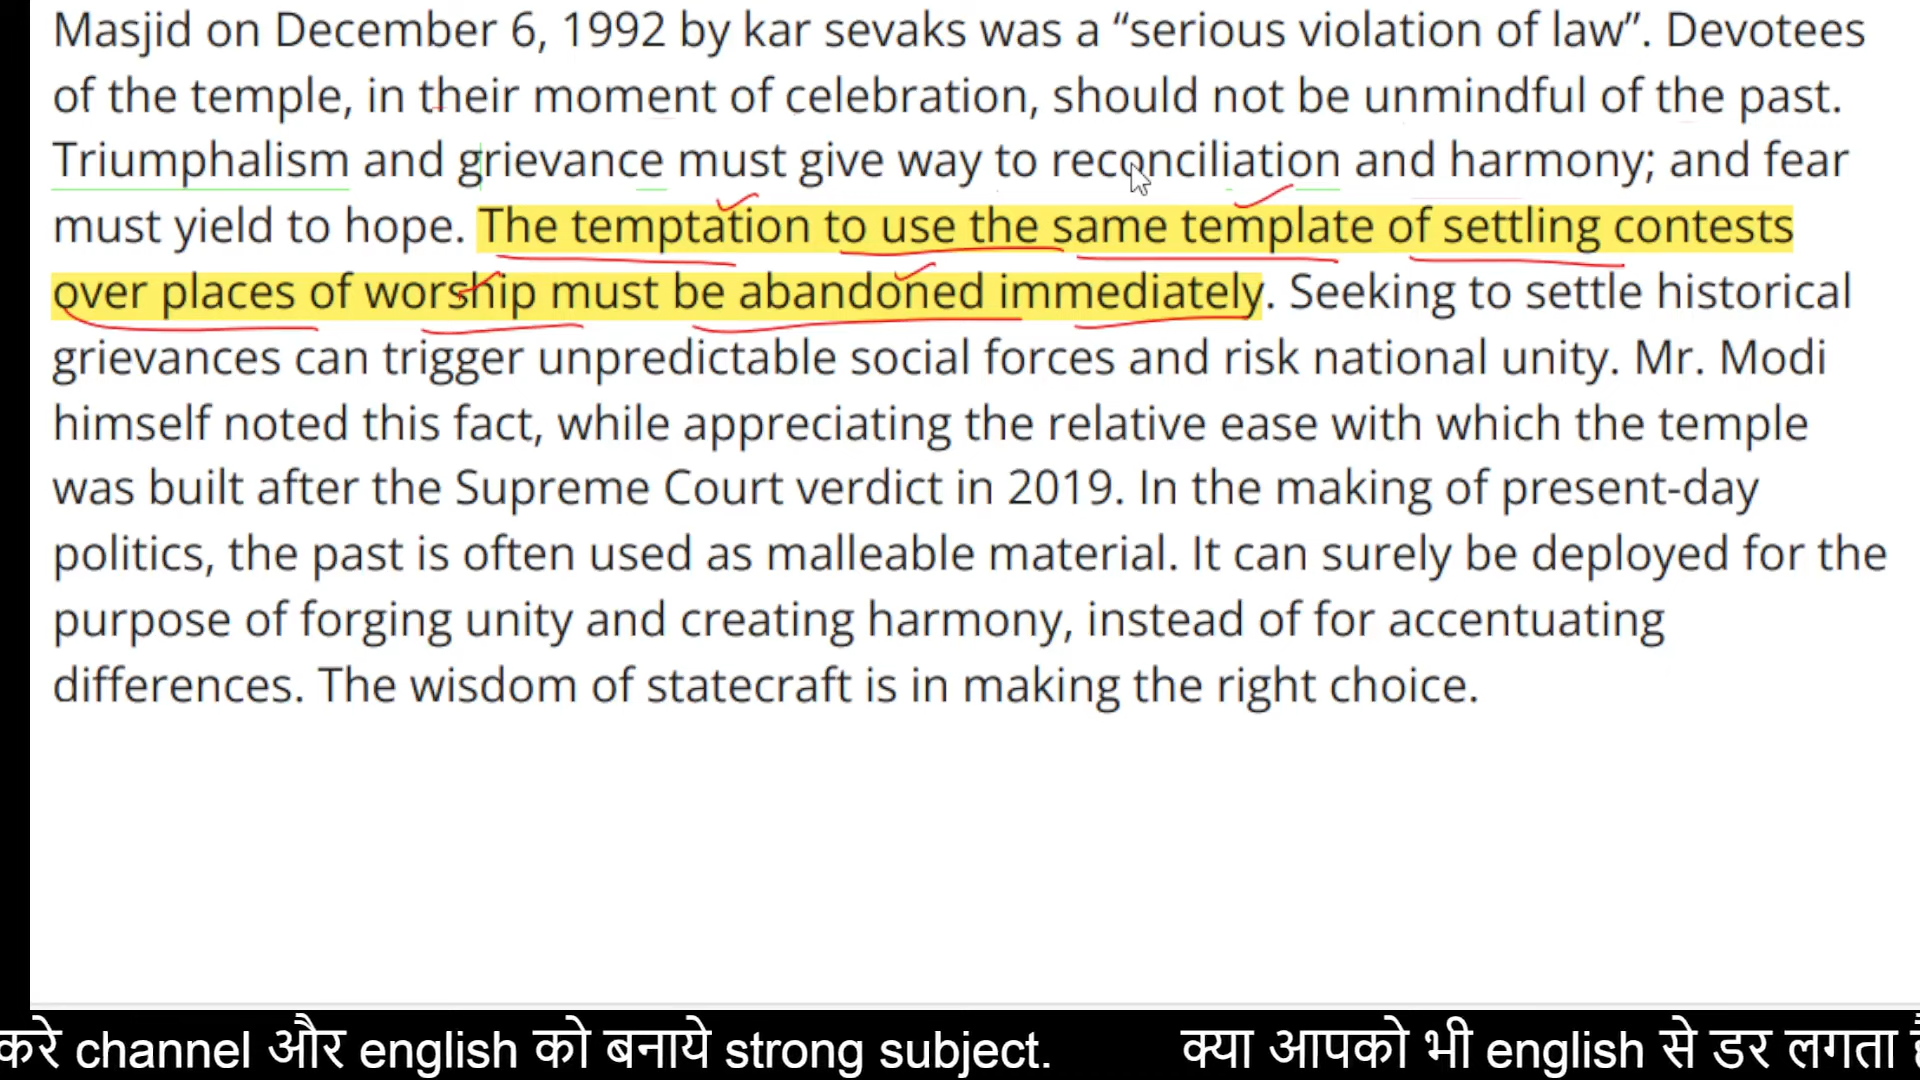 Masjid on December 6, 1992 by kar sevaks was a “serious violation of law”. Devotees
of the temple, in their moment of celebration, should not be unmindful of the past.
Triumphalism and grievance must give way to reconciliation and harmony; and fear
must yield to hope. The temptation to use the same template of settling contests
over places of worship must be abandoned immediately. Seeking to settle historical
grievances can trigger unpredictable social forces and risk national unity. Mr. Modi
himself noted this fact, while appreciating the relative ease with which the temple
was built after the Supreme Court verdict in 2019. In the making of present-day
politics, the past is often used as malleable material. It can surely be deployed for the
purpose of forging unity and creating harmony, instead of for accentuating
differences. The wisdom of statecraft is in making the right choice.
करे channel और english को बनाये strong subject. क्या आपको भी english से डर लगता